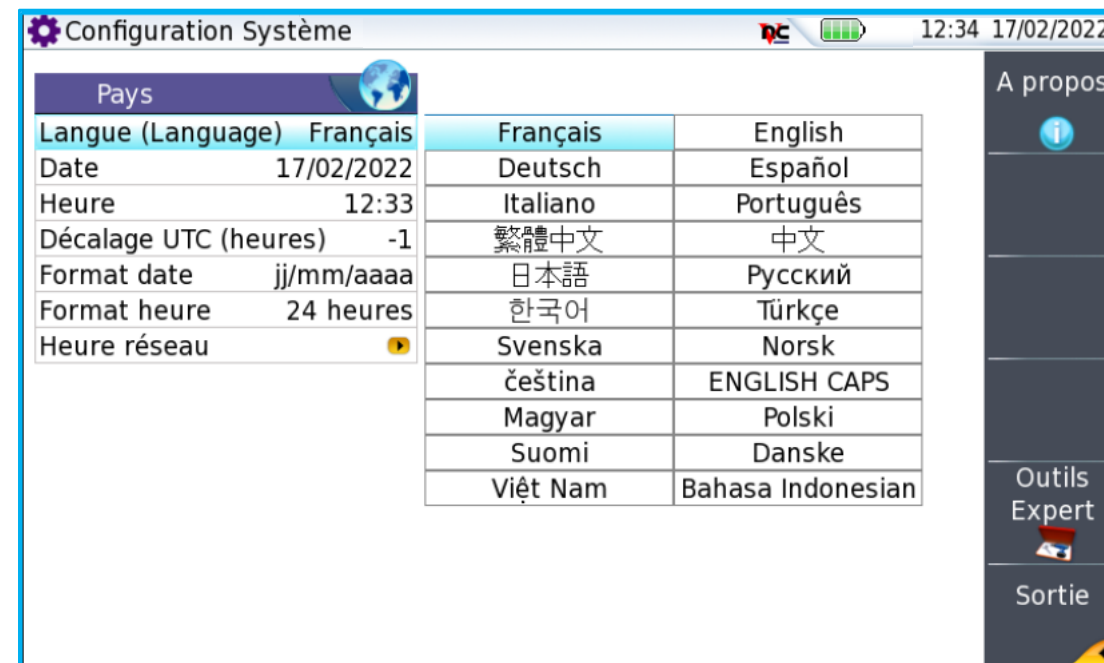 Configuration Système
12:34 17/02/2022
Pays
Langue (Language) Français
Date 17/02/2022
Heure 12:33
Décalage UTC (heures) -1
Format date jj/mm/aaaa
Format heure 24 heures
Heure réseau
Français English
Deutsch Español
Italiano Português
繁體中文 中文
日本語 Русский
한국어 Türkçe
Svenska Norsk
čeština ENGLISH CAPS
Magyar Polski
Suomi Danske
Việt Nam Bahasa Indonesian
A propos
Outils
Expert
Sortie